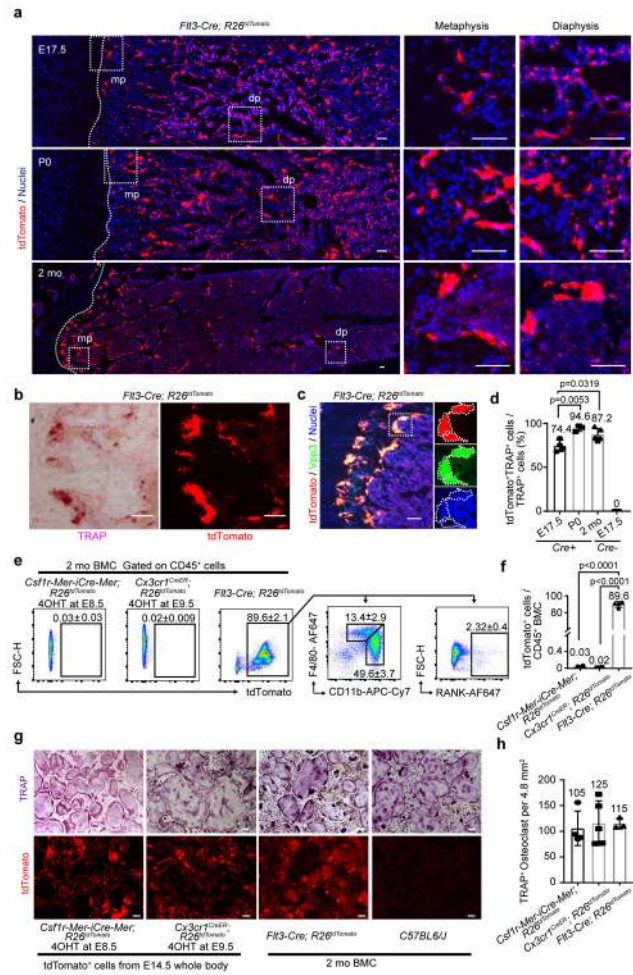 a
Flt3-Cre; R26tdTomato
Metaphysis
Diaphysis
E17.5
mp
dp
P0
mp
dp
2 mo
mp
dp
tdTomato / Nuclei
b
Flt3-Cre; R26tdTomato
TRAP
tdTomato
c
Flt3-Cre; R26tdTomato
tdTomato / Vpp3 / Nuclei
d
p=0.0319
p=0.0053
94.6
87.2
74.4
0
100
50
0
tdTomato+TRAP+ cells /
TRAP+ cells (%)
E17.5
P0
2 mo
E17.5
Cre+
Cre-
e
2 mo BMC Gated on CD45+ cells
Csf1r-Mer-iCre-Mer;
R26tdTomato
4OHT at E8.5
Cx3cr1CreER;
R26tdTomato
4OHT at E9.5
Flt3-Cre; R26tdTomato
0.03±0.03
0.02±0.009
89.6±2.1
FSC-H
tdTomato
13.4±2.9
49.6±3.7
F4/80- AF647
CD11b-APC-Cy7
2.32±0.4
FSC-H
RANK-AF647
f
p<0.0001
p<0.0001
89.6
0.03
0.02
tdTomato+ cells /
CD45+ BMC
Csf1r-Mer-iCre-Mer;
R26tdTomato
Cx3cr1CreER; R26tdTomato
Flt3-Cre; R26tdTomato
g
TRAP
tdTomato
Csf1r-Mer-iCre-Mer;
R26tdTomato
4OHT at E8.5
Cx3cr1CreER;
R26tdTomato
4OHT at E9.5
Flt3-Cre; R26tdTomato
C57BL6/J
tdTomato+ cells from E14.5 whole body
2 mo BMC
h
105
125
115
200
150
100
50
0
TRAP+ Osteoclast per 4.8 mm2
Csf1r-Mer-iCre-Mer;
R26tdTomato
Cx3cr1CreER; R26tdTomato
Flt3-Cre; R26tdTomato